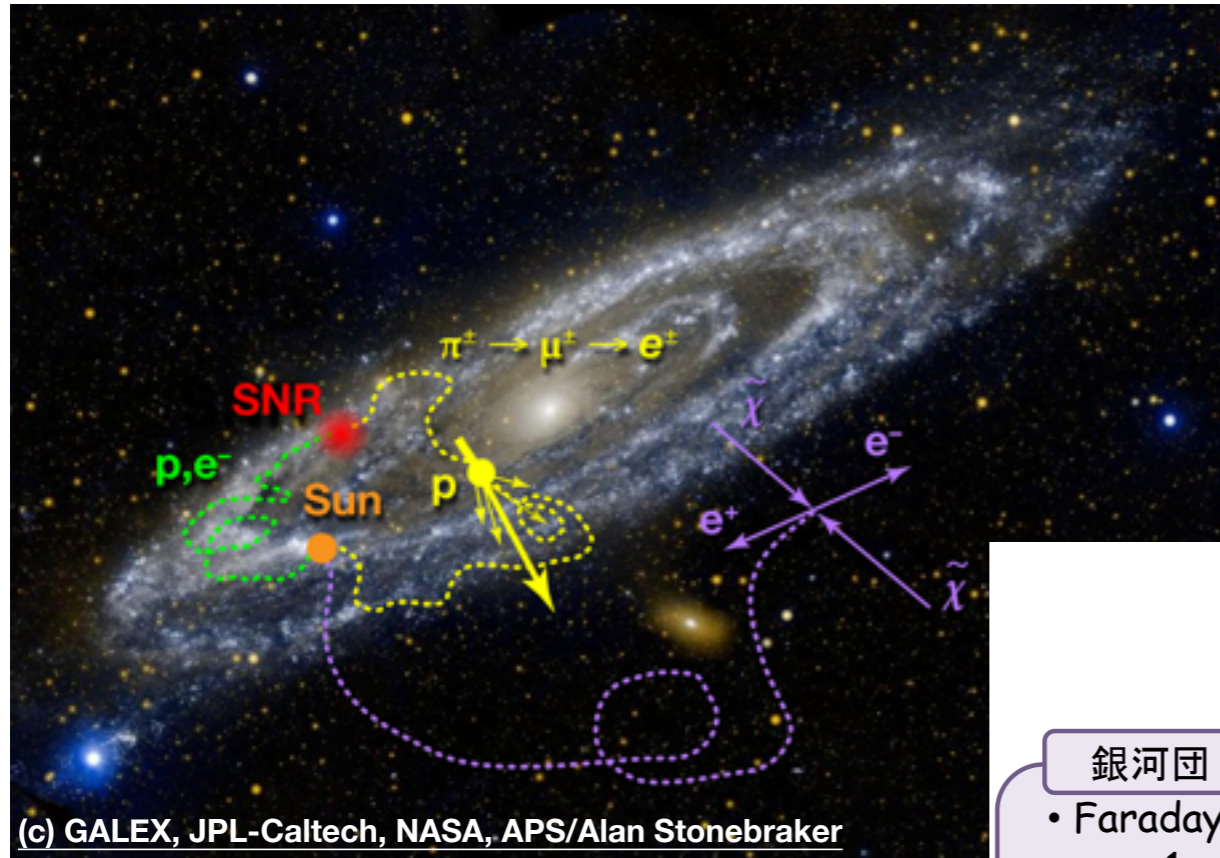 π± → μ± → e±
SNR
χ̃
e⁻
p,e⁻
p
Sun
e⁺
χ̃
銀河団
• Faraday
(c) GALEX, JPL-Caltech, NASA, APS/Alan Stonebraker